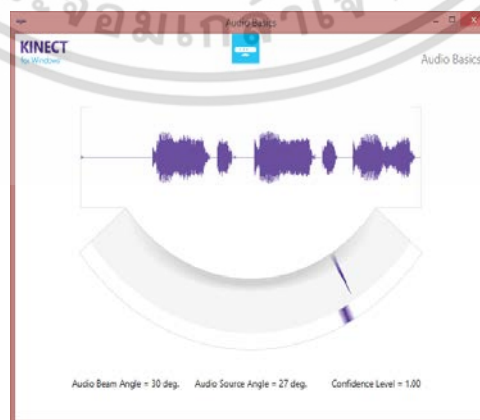 Audio Basics
KINECT
for Windows
Audio Basics
Audio Beam Angle = 30 deg.
Audio Source Angle = 27 deg.
Confidence Level = 1.00